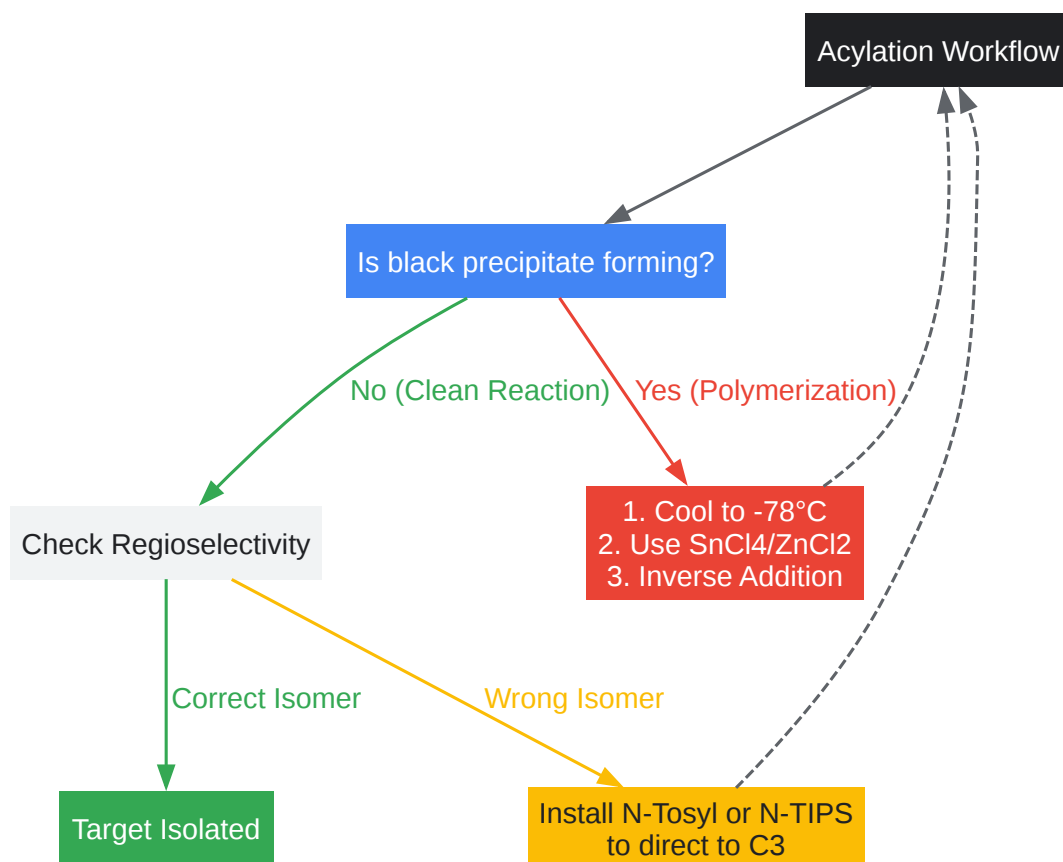 Acylation Workflow
Is black precipitate forming?
No (Clean Reaction)
Yes (Polymerization)
1. Cool to -78°C
2. Use SnCl4/ZnCl2
3. Inverse Addition
Check Regioselectivity
Correct Isomer
Wrong Isomer
Target Isolated
Install N-Tosyl or N-TIPS
to direct to C3